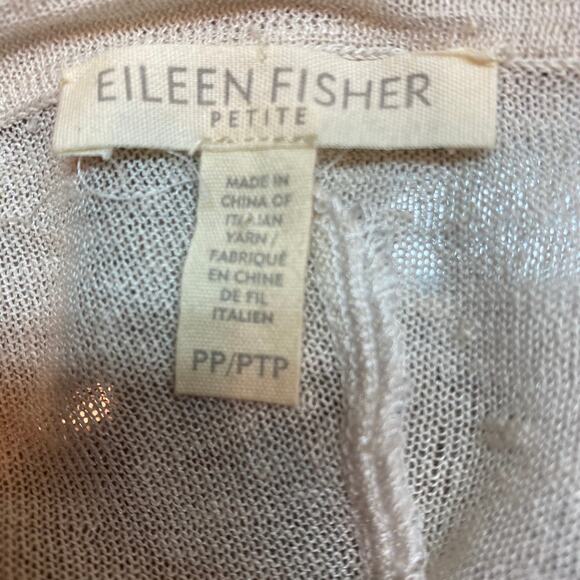 EILEEN FISHER
PETITE
MADE IN
CHINA OF
ITALIAN
YARN /
FABRIQUÉ
EN CHINE
DE FIL
ITALIEN
PP/PTP